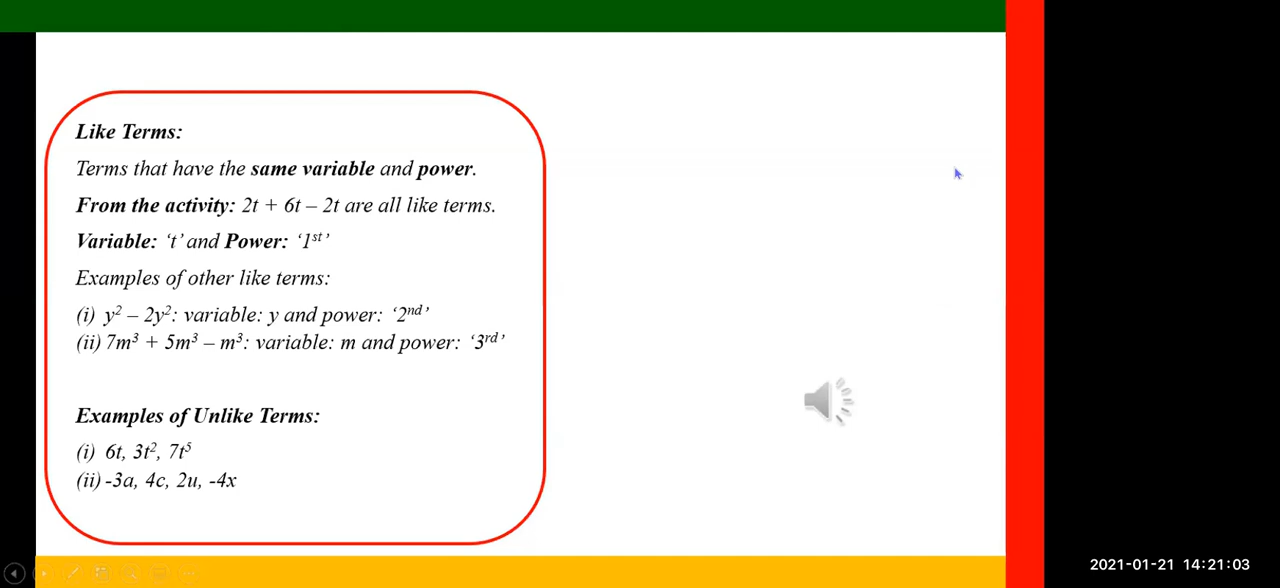 Like Terms:
Terms that have the same variable and power.
From the activity: 2t + 6t – 2t are all like terms.
Variable: ‘t’ and Power: ‘1ˢᵗ’
Examples of other like terms:
(i) y² – 2y²: variable: y and power: ‘2ⁿᵈ’
(ii) 7m³ + 5m³ – m³: variable: m and power: ‘3ʳᵈ’
Examples of Unlike Terms:
(i) 6t, 3t², 7t⁵
(ii) -3a, 4c, 2u, -4x
2021-01-21 14:21:03